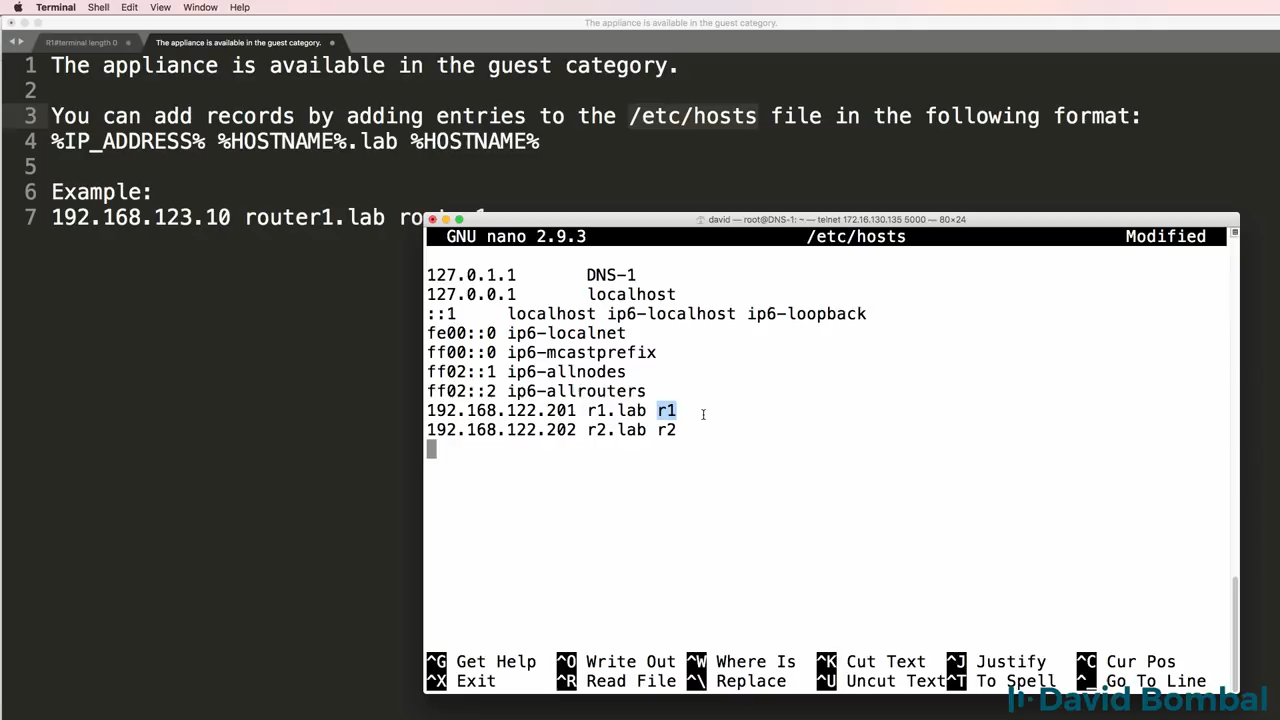 Terminal Shell Edit View Window Help
The appliance is available in the guest category.
R1#terminal length 0 The appliance is available in the guest category.
1 The appliance is available in the guest category.
2
3 You can add records by adding entries to the /etc/hosts file in the following format:
4 %IP_ADDRESS% %HOSTNAME%.lab %HOSTNAME%
5
6 Example:
7 192.168.123.10 router1.lab
david — root@DNS-1: ~ — telnet 172.16.130.135 5000 — 80×24
GNU nano 2.9.3 /etc/hosts Modified
127.0.1.1 DNS-1
127.0.0.1 localhost
::1 localhost ip6-localhost ip6-loopback
fe00::0 ip6-localnet
ff00::0 ip6-mcastprefix
ff02::1 ip6-allnodes
ff02::2 ip6-allrouters
192.168.122.201 r1.lab r1
192.168.122.202 r2.lab r2
^G Get Help ^O Write Out ^W Where Is ^K Cut Text ^J Justify ^C Cur Pos
^X Exit ^R Read File ^\ Replace ^U Uncut Text ^T To Spell ^_ Go To Line
David Bombal